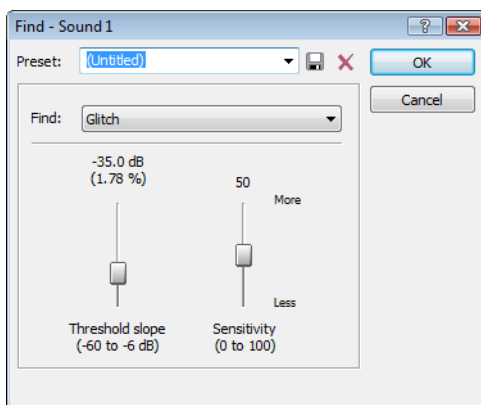 Find - Sound 1
Preset: (Untitled)
OK
Cancel
Find: Glitch
-35.0 dB
(1.78 %)
50
More
Less
Threshold slope
(-60 to -6 dB)
Sensitivity
(0 to 100)